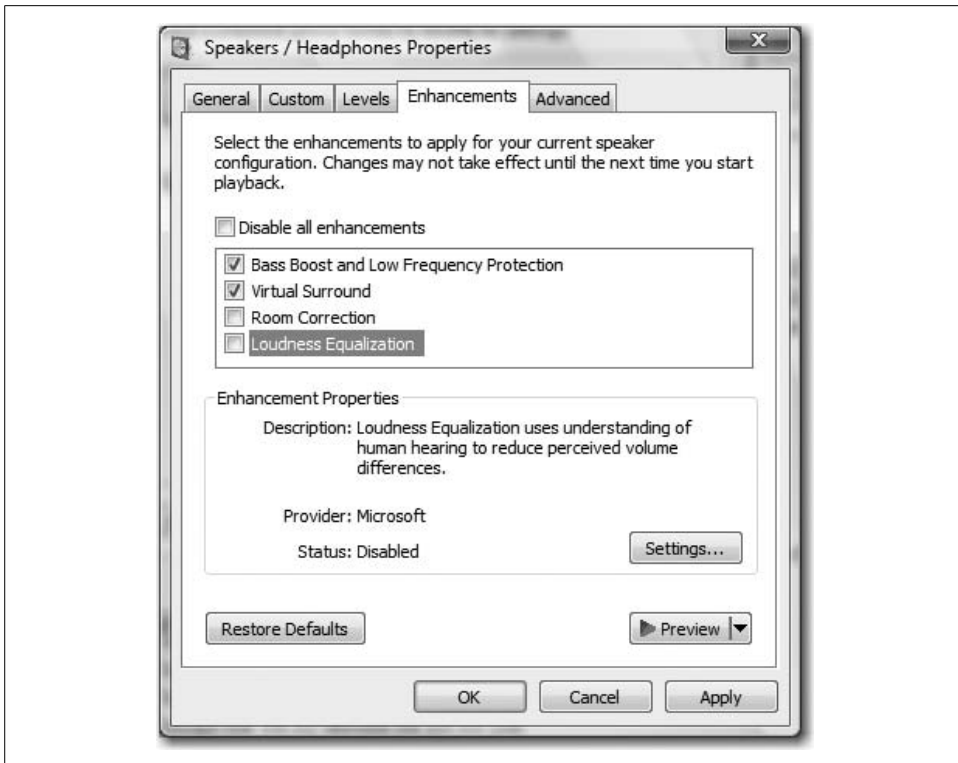 Speakers / Headphones Properties
X
General Custom Levels Enhancements Advanced
Select the enhancements to apply for your current speaker
configuration. Changes may not take effect until the next time you start
playback.
Disable all enhancements
Bass Boost and Low Frequency Protection
Virtual Surround
Room Correction
Loudness Equalization
Enhancement Properties
Description: Loudness Equalization uses understanding of
human hearing to reduce perceived volume
differences.
Provider: Microsoft
Status: Disabled
Settings...
Restore Defaults
Preview
OK Cancel Apply